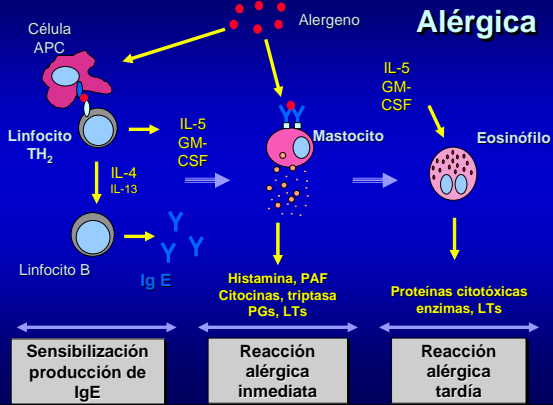 Alérgica
Alergeno
Célula
APC
Linfocito
TH2
IL-5
GM-
CSF
IL-4
IL-13
Linfocito B
Ig E
Mastocito
IL-5
GM-
CSF
Eosinófilo
Histamina, PAF
Citocinas, triptasa
PGs, LTs
Proteínas citotóxicas
enzimas, LTs
Sensibilización
producción de
IgE
Reacción
alérgica
inmediata
Reacción
alérgica
tardía